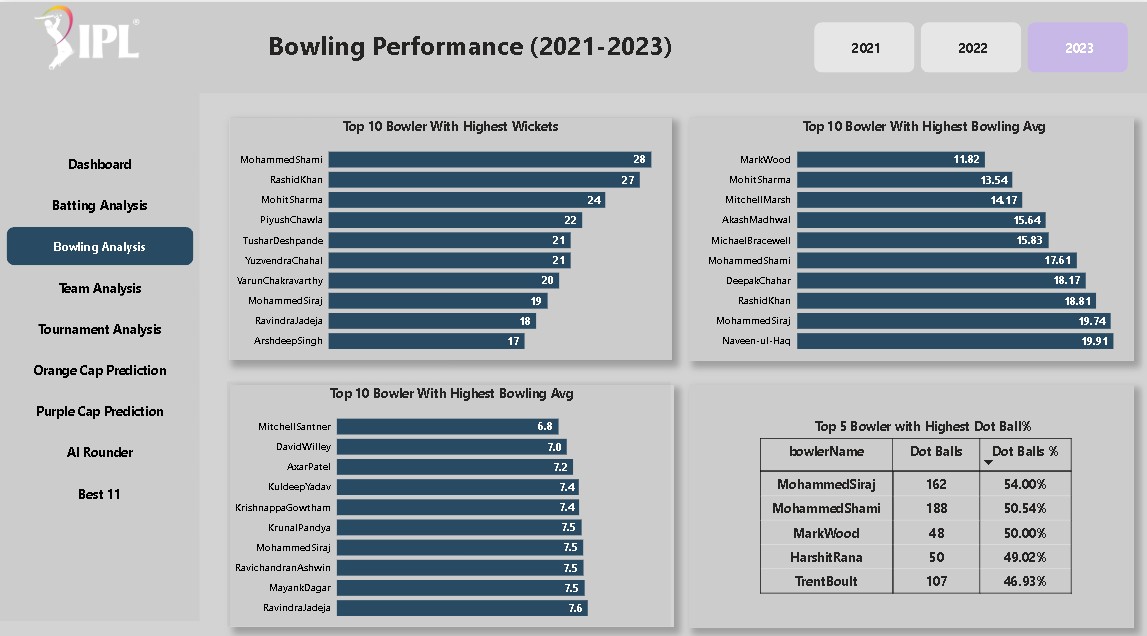 IPL
Bowling Performance (2021-2023)
2021
2022
2023
Dashboard
Batting Analysis
Bowling Analysis
Team Analysis
Tournament Analysis
Orange Cap Prediction
Purple Cap Prediction
Al Rounder
Best 11
Top 10 Bowler With Highest Wickets
MohammedShami 28
RashidKhan 27
MohitSharma 24
PiyushChawla 22
TusharDeshpande 21
YuzvendraChahal 21
VarunChakravarthy 20
MohammedSiraj 19
RavindraJadeja 18
ArshdeepSingh 17
Top 10 Bowler With Highest Bowling Avg
MarkWood 11.82
MohitSharma 13.54
MitchellMarsh 14.17
AkashMadhwal 15.64
MichaelBracewell 15.83
MohammedShami 17.61
DeepakChahar 18.17
RashidKhan 18.81
MohammedSiraj 19.74
Naveen-ul-Haq 19.91
Top 10 Bowler With Highest Bowling Avg
MitchellSantner 6.8
DavidWilley 7.0
AxarPatel 7.2
KuldeepYadav 7.4
KrishnappaGowtham 7.4
KrunalPandya 7.5
MohammedSiraj 7.5
RavichandranAshwin 7.5
MayankDagar 7.5
RavindraJadeja 7.6
Top 5 Bowler with Highest Dot Ball%
bowlerName Dot Balls Dot Balls %
MohammedSiraj 162 54.00%
MohammedShami 188 50.54%
MarkWood 48 50.00%
HarshitRana 50 49.02%
TrentBoult 107 46.93%